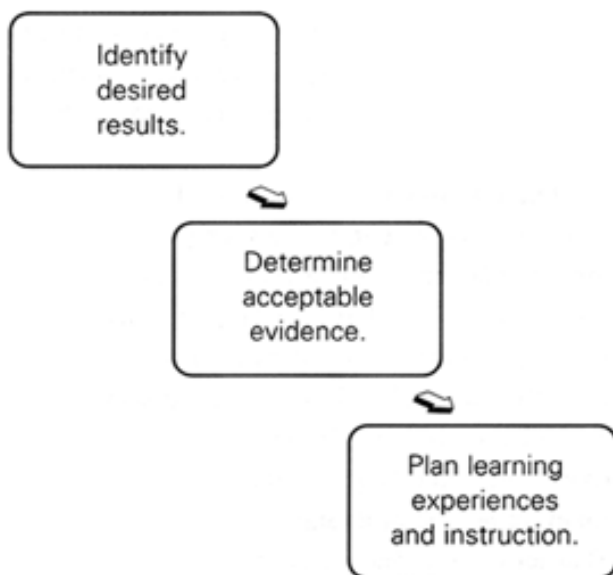 Identify
desired
results.
Determine
acceptable
evidence.
Plan learning
experiences
and instruction.